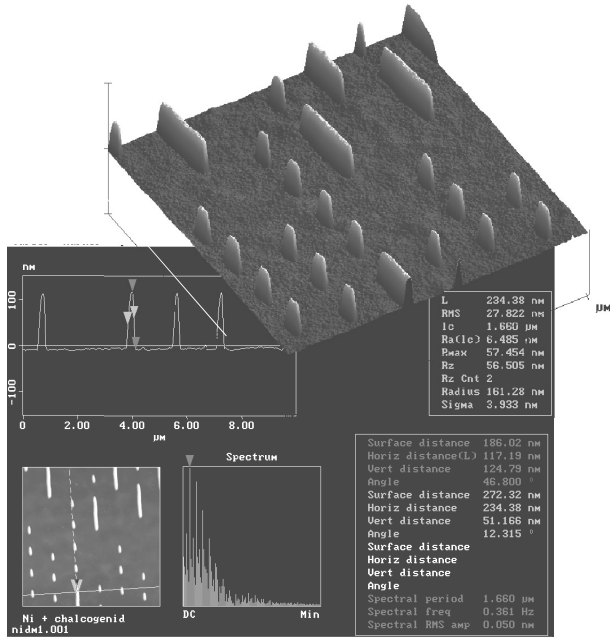 µm
nm
100
0
-100
0 2.00 4.00 6.00 8.00
µm
L 234.38 nm
RMS 27.822 nm
lc 1.660 µm
Ra(lc) 6.485 nm
Rmax 57.454 nm
Rz 56.505 nm
Rz Cnt 2
Radius 161.28 nm
Sigma 3.933 nm
Spectrum
DC Min
Surface distance 186.02 nm
Horiz distance(L) 117.19 nm
Vert distance 124.79 nm
Angle 46.800 °
Surface distance 272.32 nm
Horiz distance 234.38 nm
Vert distance 51.166 nm
Angle 12.315 °
Surface distance
Horiz distance
Vert distance
Angle
Spectral period 1.660 µm
Spectral freq 0.361 Hz
Spectral RMS amp 0.050 nm
Ni + chalcogenid
nidm1.001